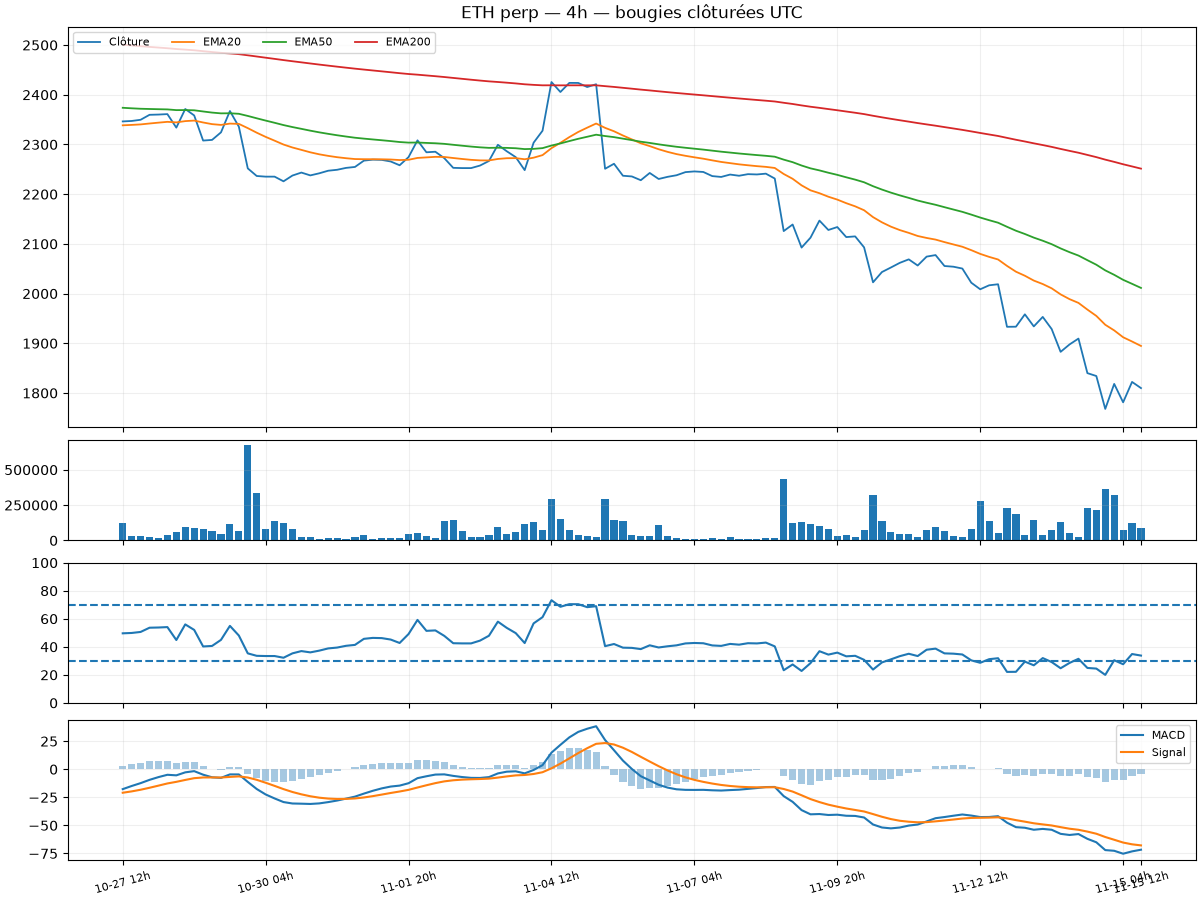 ETH perp — 4h — bougies clôturées UTC
Clôture EMA20 EMA50 EMA200
2500
2400
2300
2200
2100
2000
1900
1800
500000
250000
0
100
80
60
40
20
0
MACD
Signal
25
0
−25
−50
−75
10-27 12h
10-30 04h
11-01 20h
11-04 12h
11-07 04h
11-09 20h
11-12 12h
11-15 04h
11-15 12h